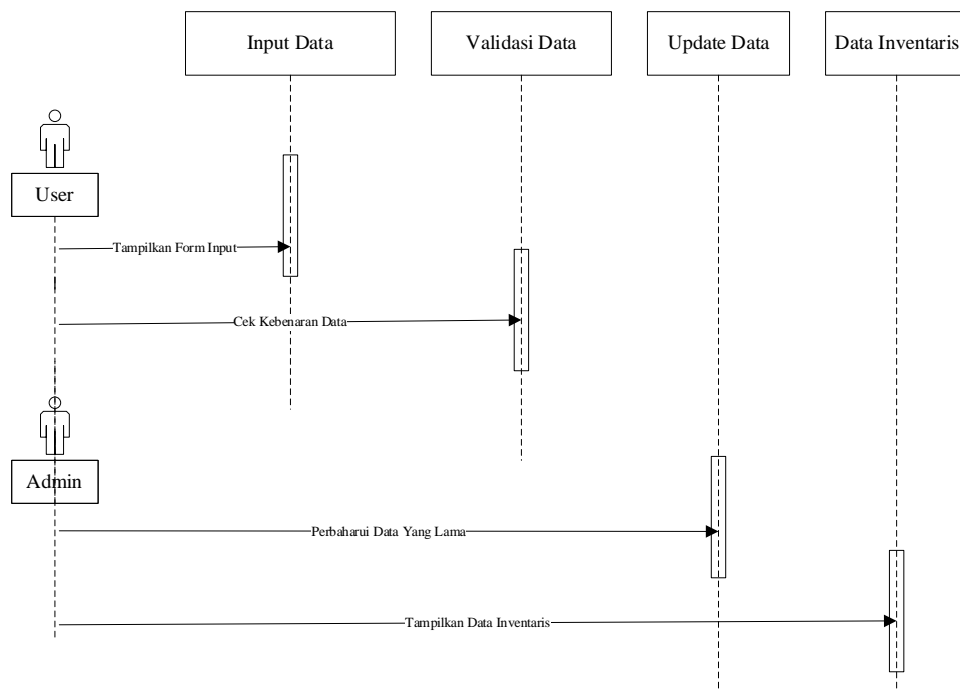 Input Data
Validasi Data
Update Data
Data Inventaris
User
Tampilkan Form Input
Cek Kebenaran Data
Admin
Perbaharui Data Yang Lama
Tampilkan Data Inventaris